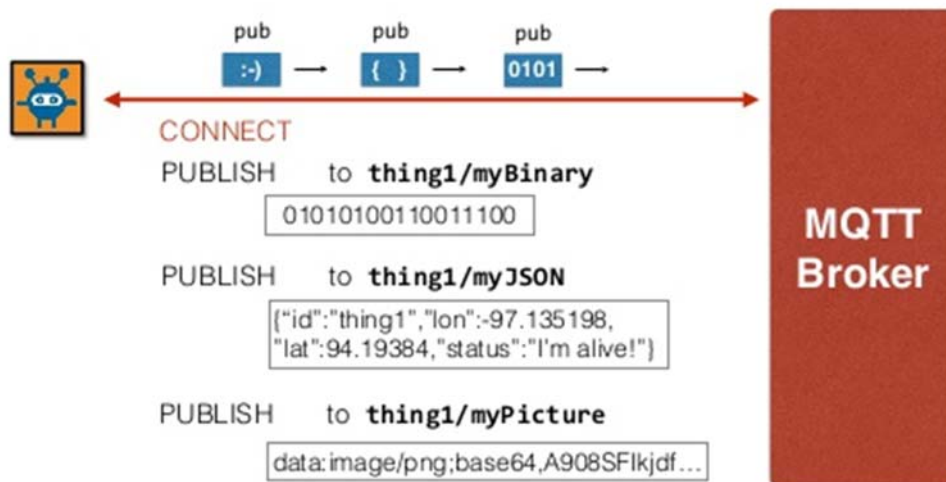 pub pub pub
:-) { } 0101
CONNECT
PUBLISH to thing1/myBinary
01010100110011100
PUBLISH to thing1/myJSON
{“id":"thing1","lon":-97.135198,
"lat":94.19384,"status":"I'm alive!"}
PUBLISH to thing1/myPicture
data:image/png;base64,A908SFIkjdf...
MQTT
Broker